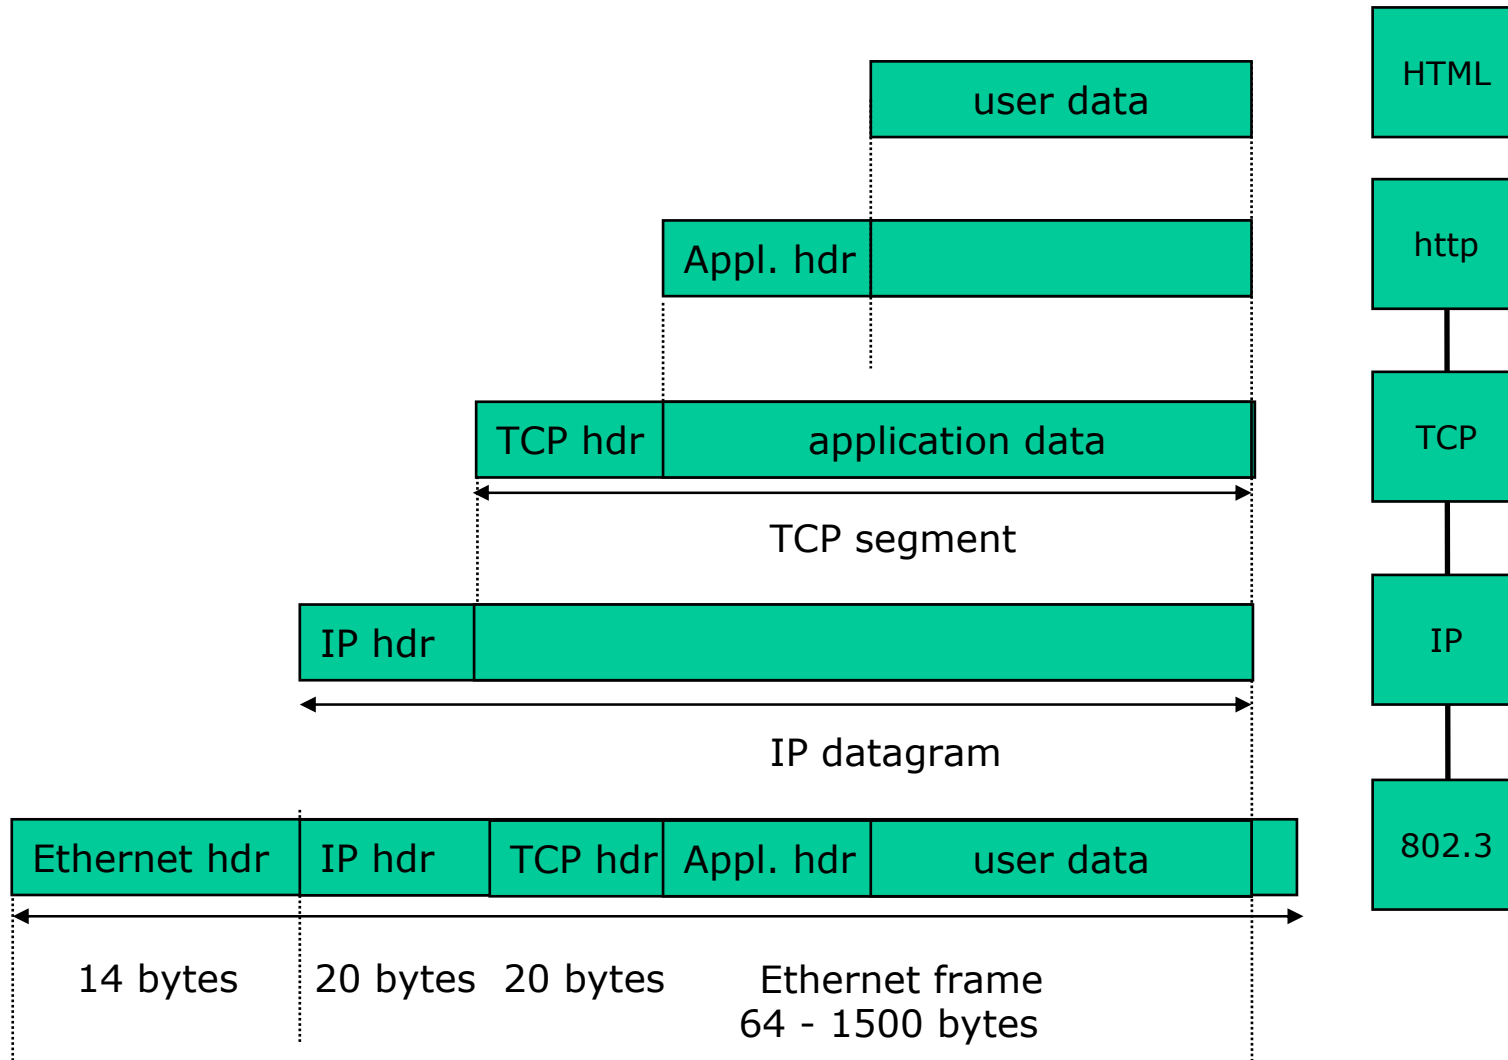 HTML
user data
http
Appl. hdr
TCP hdr
application data
TCP
TCP segment
IP hdr
IP
IP datagram
Ethernet hdr
IP hdr
TCP hdr
Appl. hdr
user data
802.3
14 bytes
20 bytes
20 bytes
Ethernet frame
64 - 1500 bytes